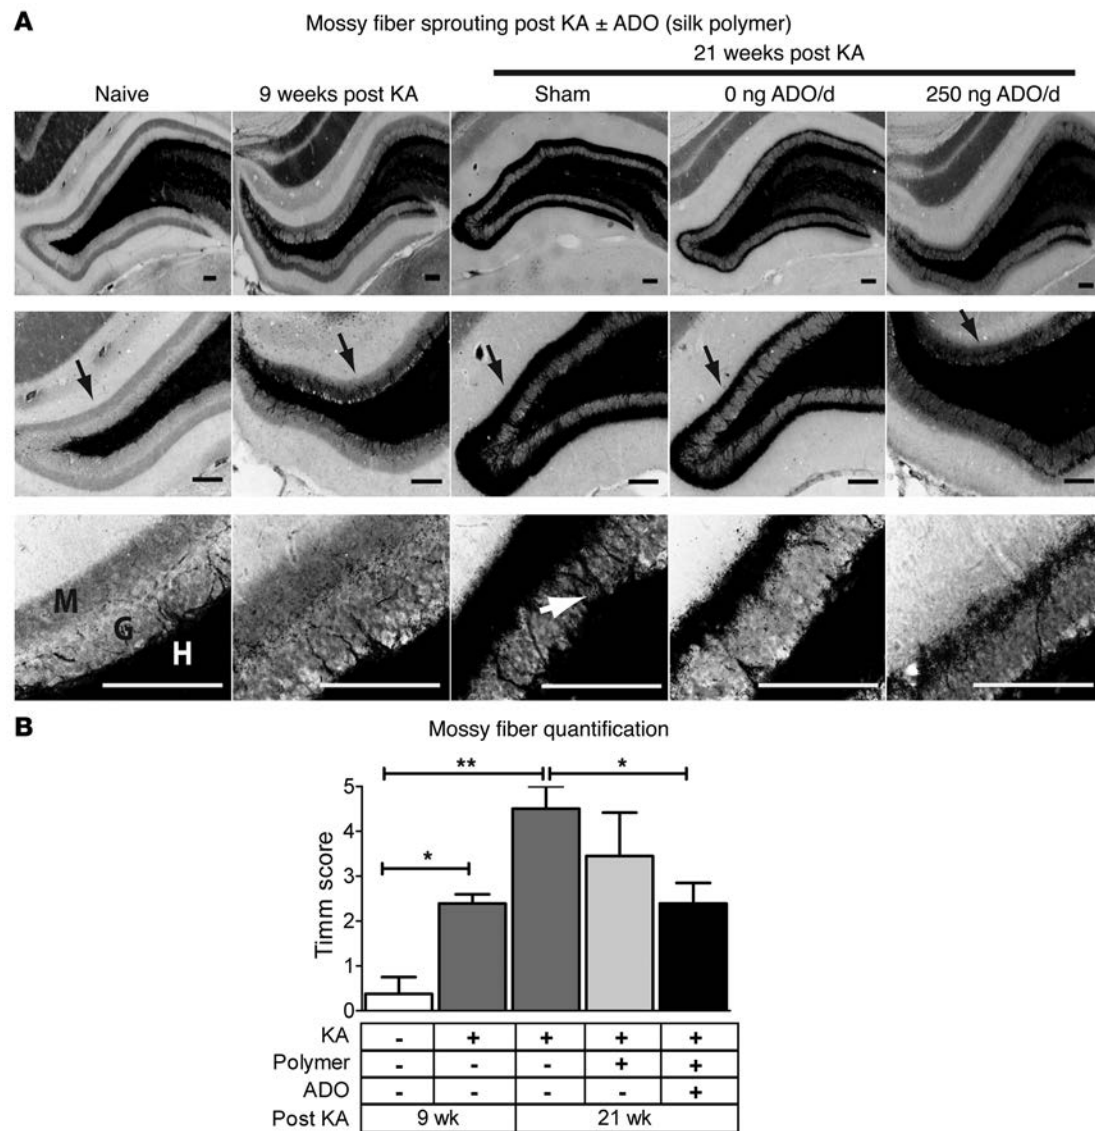 A
Mossy fiber sprouting post KA ± ADO (silk polymer)
21 weeks post KA
Naive 9 weeks post KA Sham 0 ng ADO/d 250 ng ADO/d
M
G
H
B
Mossy fiber quantification
** *
*
Timm score
5
4
3
2
1
0
KA - + + + +
Polymer - - - + +
ADO - - - - +
Post KA 9 wk 21 wk